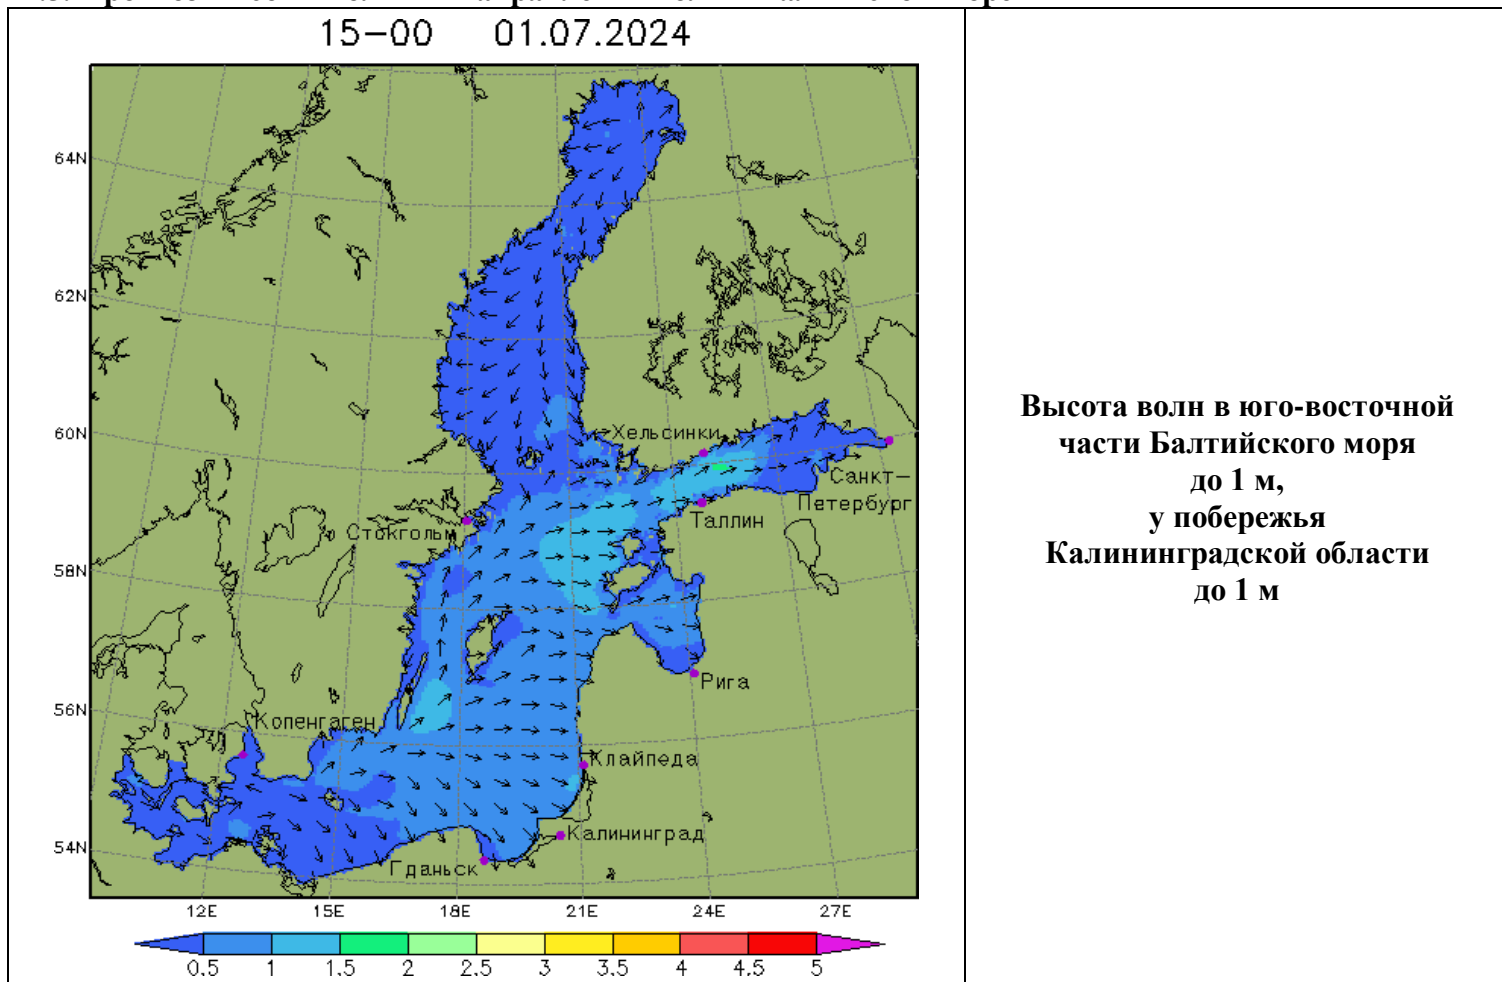 15-00 01.07.2024
64N
62N
60N
58N
56N
54N
Хельсинки
Санкт-
Петербург
Таллин
Стокгольм
Рига
Копенгаген
Клайпеда
Калининград
Гданьск
12E 15E 18E 21E 24E 27E
0.5 1 1.5 2 2.5 3 3.5 4 4.5 5
Высота волн в юго-восточной
части Балтийского моря
до 1 м,
у побережья
Калининградской области
до 1 м